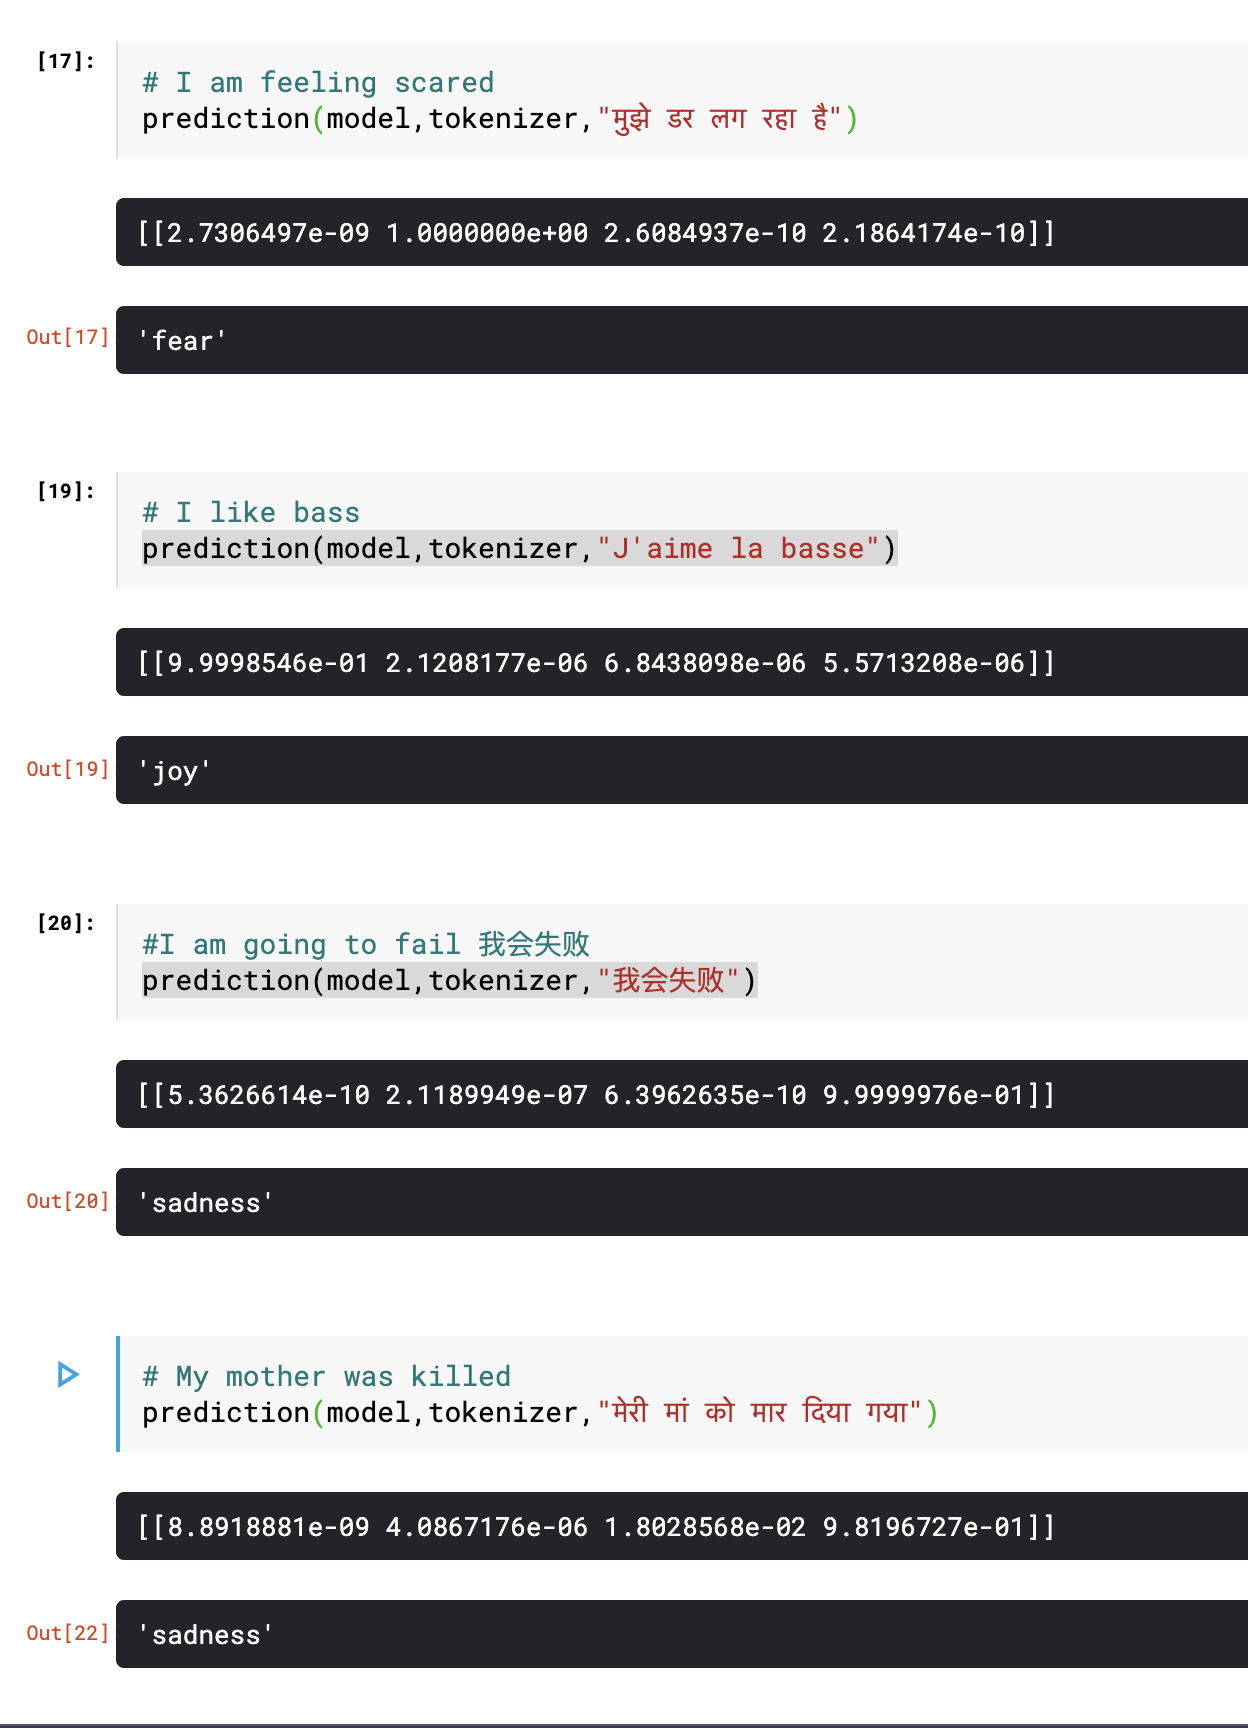 [17]:
# I am feeling scared
prediction(model,tokenizer,"मुझे डर लग रहा है")
[[2.7306497e-09 1.0000000e+00 2.6084937e-10 2.1864174e-10]]
Out[17]
'fear'
[19]:
# I like bass
prediction(model,tokenizer,"J'aime la basse")
[[9.9998546e-01 2.1208177e-06 6.8438098e-06 5.5713208e-06]]
Out[19]
'joy'
[20]:
#I am going to fail 我会失败
prediction(model,tokenizer,"我会失败")
[[5.3626614e-10 2.1189949e-07 6.3962635e-10 9.9999976e-01]]
Out[20]
'sadness'
# My mother was killed
prediction(model,tokenizer,"मेरी मां को मार दिया गया")
[[8.8918881e-09 4.0867176e-06 1.8028568e-02 9.8196727e-01]]
Out[22]
'sadness'